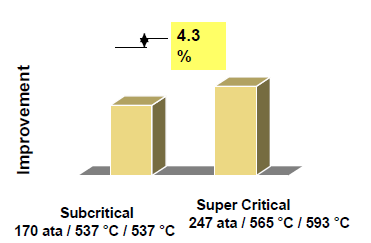 4.3
%
Improvement
Subcritical
170 ata / 537 °C / 537 °C
Super Critical
247 ata / 565 °C / 593 °C